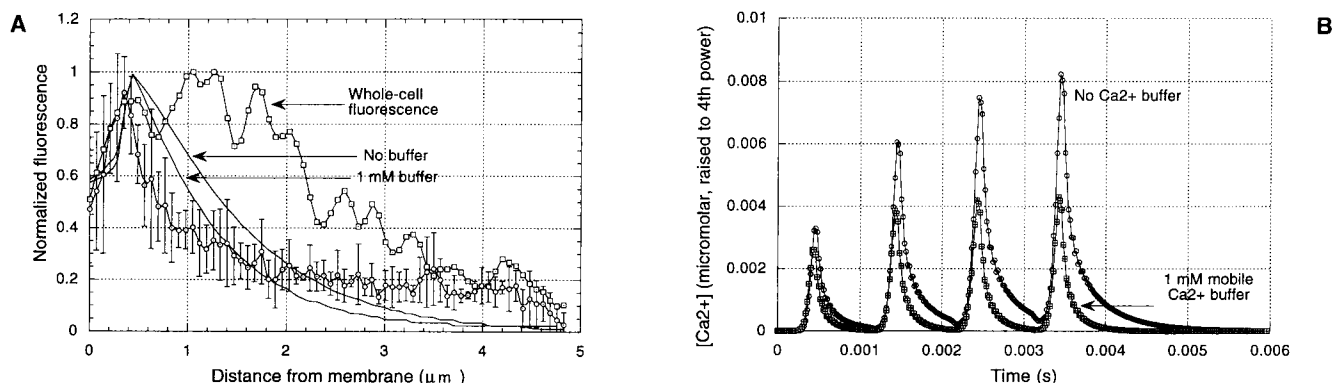 A
Normalized fluorescence
1
0.8
0.6
0.4
0.2
0
Whole-cell
fluorescence
No buffer
1 mM buffer
0 1 2 3 4 5
Distance from membrane (μm)
B
[Ca2+] (micromolar, raised to 4th power)
0.01
0.008
0.006
0.004
0.002
0
No Ca2+ buffer
1 mM mobile
Ca2+ buffer
0 0.001 0.002 0.003 0.004 0.005 0.006
Time (s)